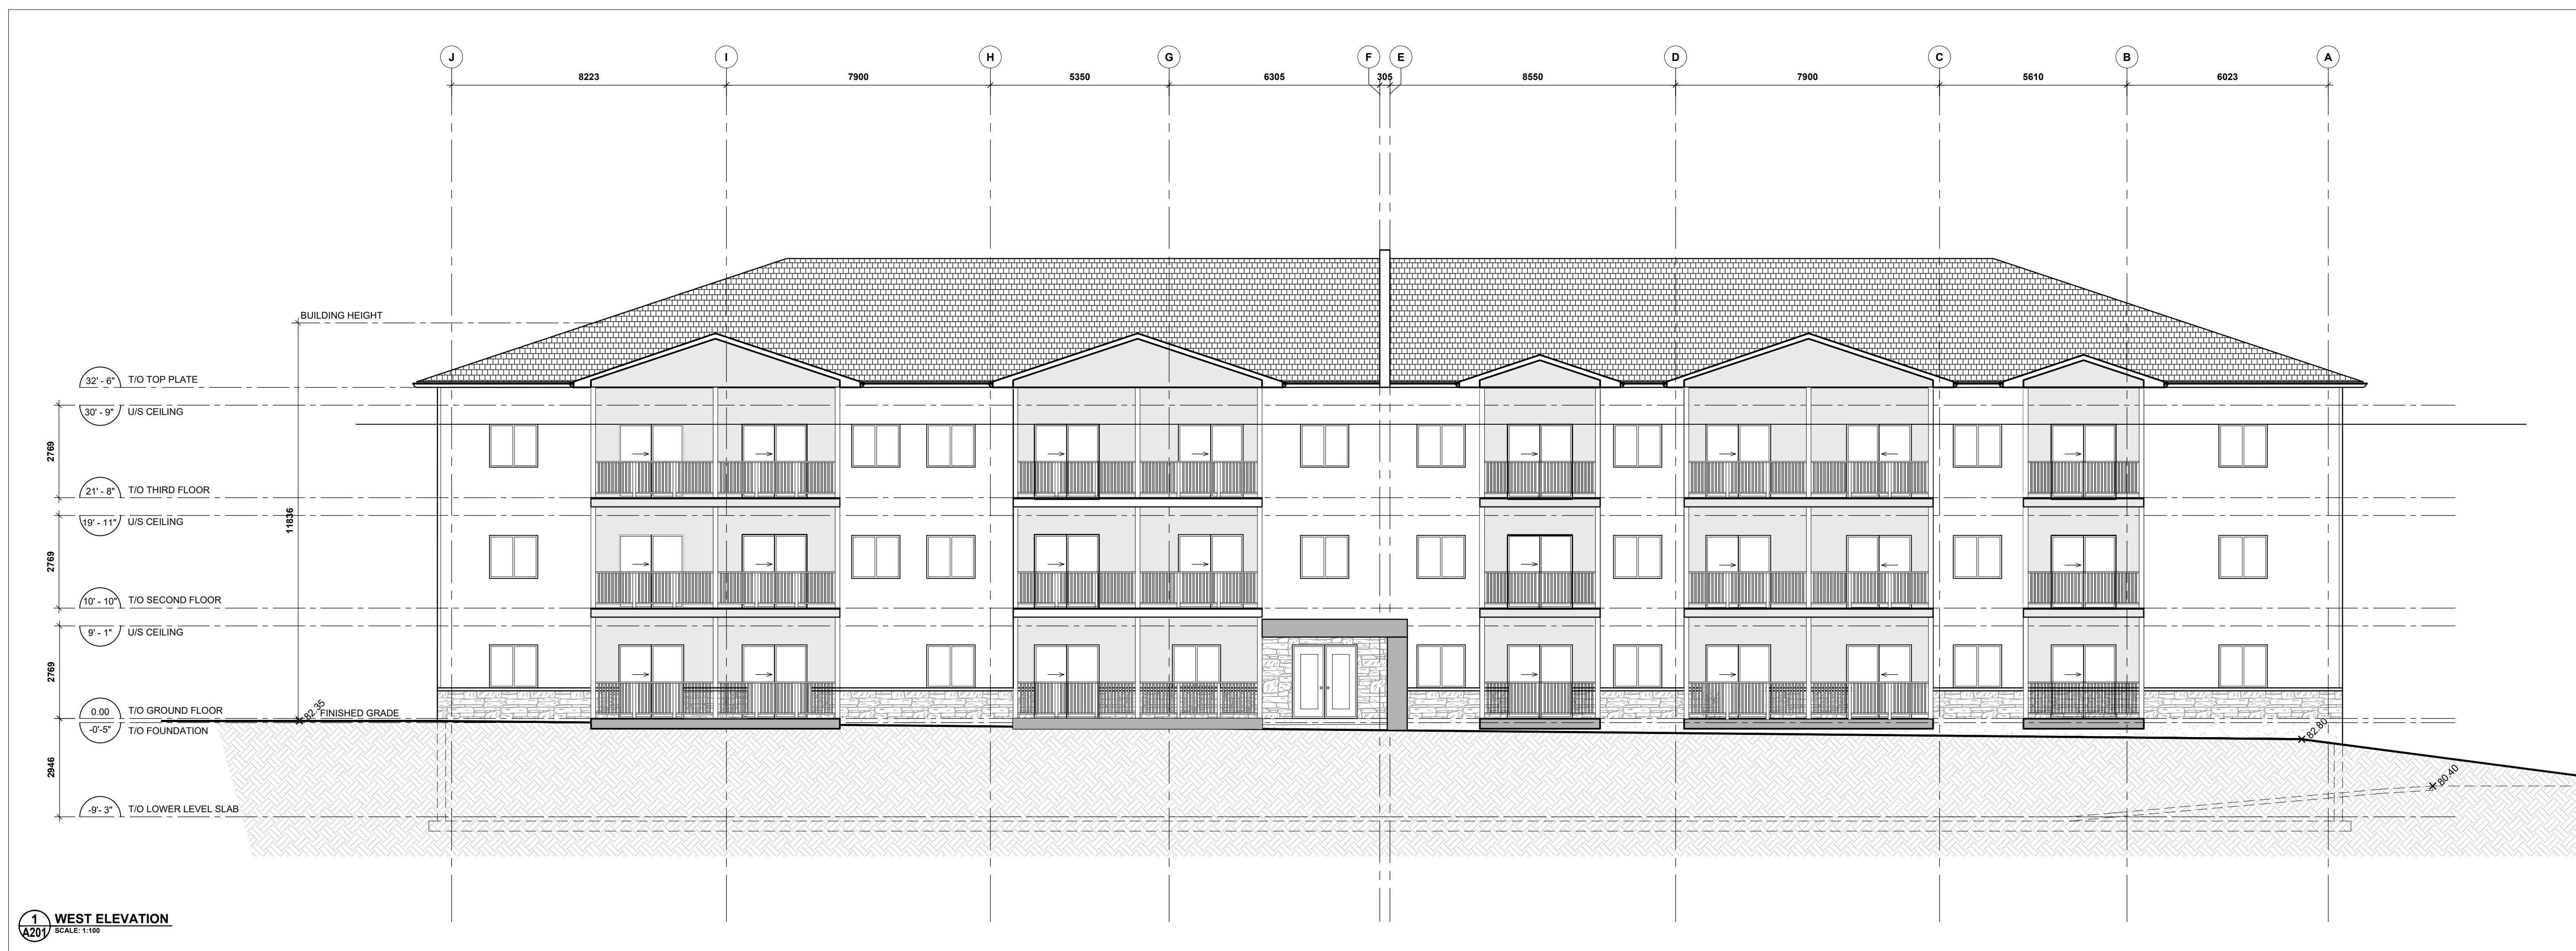 J I H G F E D C B A
8223 7900 5350 6305 305 8550 7900 5610 6023
BUILDING HEIGHT
32' - 6" T/O TOP PLATE
30' - 9" U/S CEILING
2769
21' - 8" T/O THIRD FLOOR
11836
19' - 11" U/S CEILING
2769
10' - 10" T/O SECOND FLOOR
9' - 1" U/S CEILING
2769
0.00 T/O GROUND FLOOR
82.35
FINISHED GRADE
-0'-5" T/O FOUNDATION
82.80
2946
80.40
-9'- 3" T/O LOWER LEVEL SLAB
1 WEST ELEVATION
A201 SCALE: 1:100